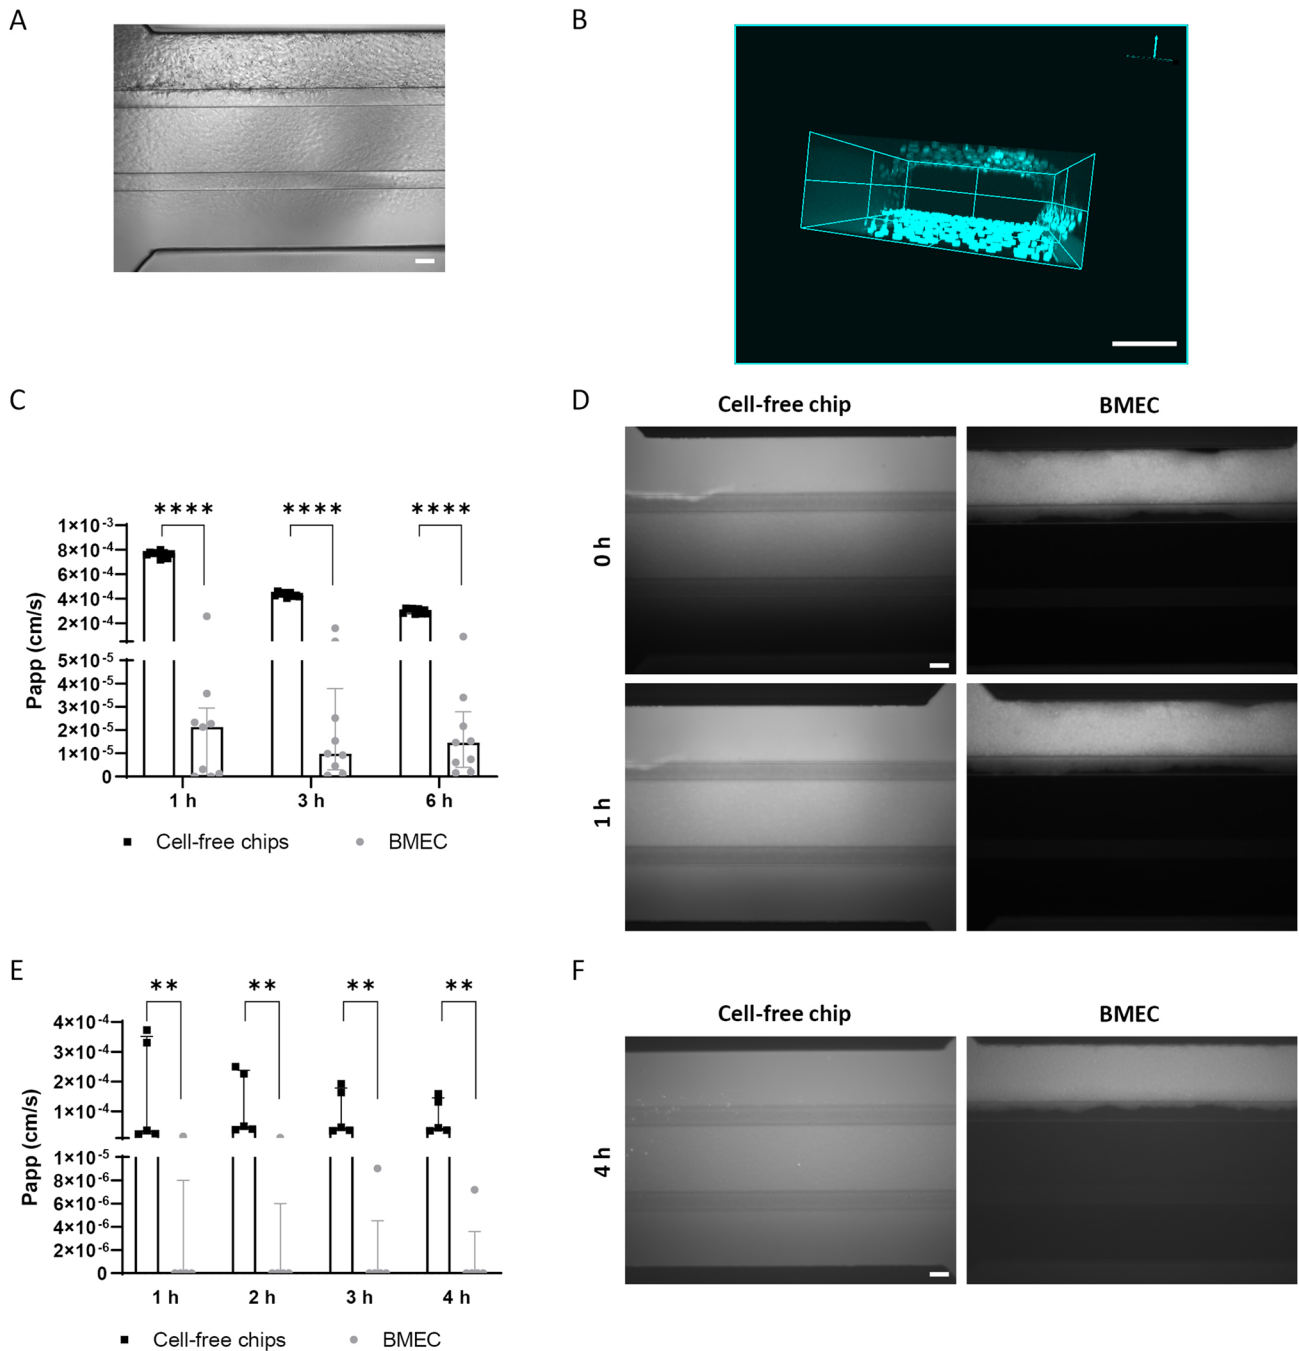 A
B
C
****
****
****
1×10-3
8×10-4
6×10-4
4×10-4
2×10-4
5×10-5
4×10-5
3×10-5
2×10-5
1×10-5
0
Papp (cm/s)
1 h
3 h
6 h
Cell-free chips
BMEC
D
Cell-free chip
BMEC
0 h
1 h
E
**
**
**
**
4×10-4
3×10-4
2×10-4
1×10-4
1×10-5
8×10-6
6×10-6
4×10-6
2×10-6
0
Papp (cm/s)
1 h
2 h
3 h
4 h
Cell-free chips
BMEC
F
Cell-free chip
BMEC
4 h